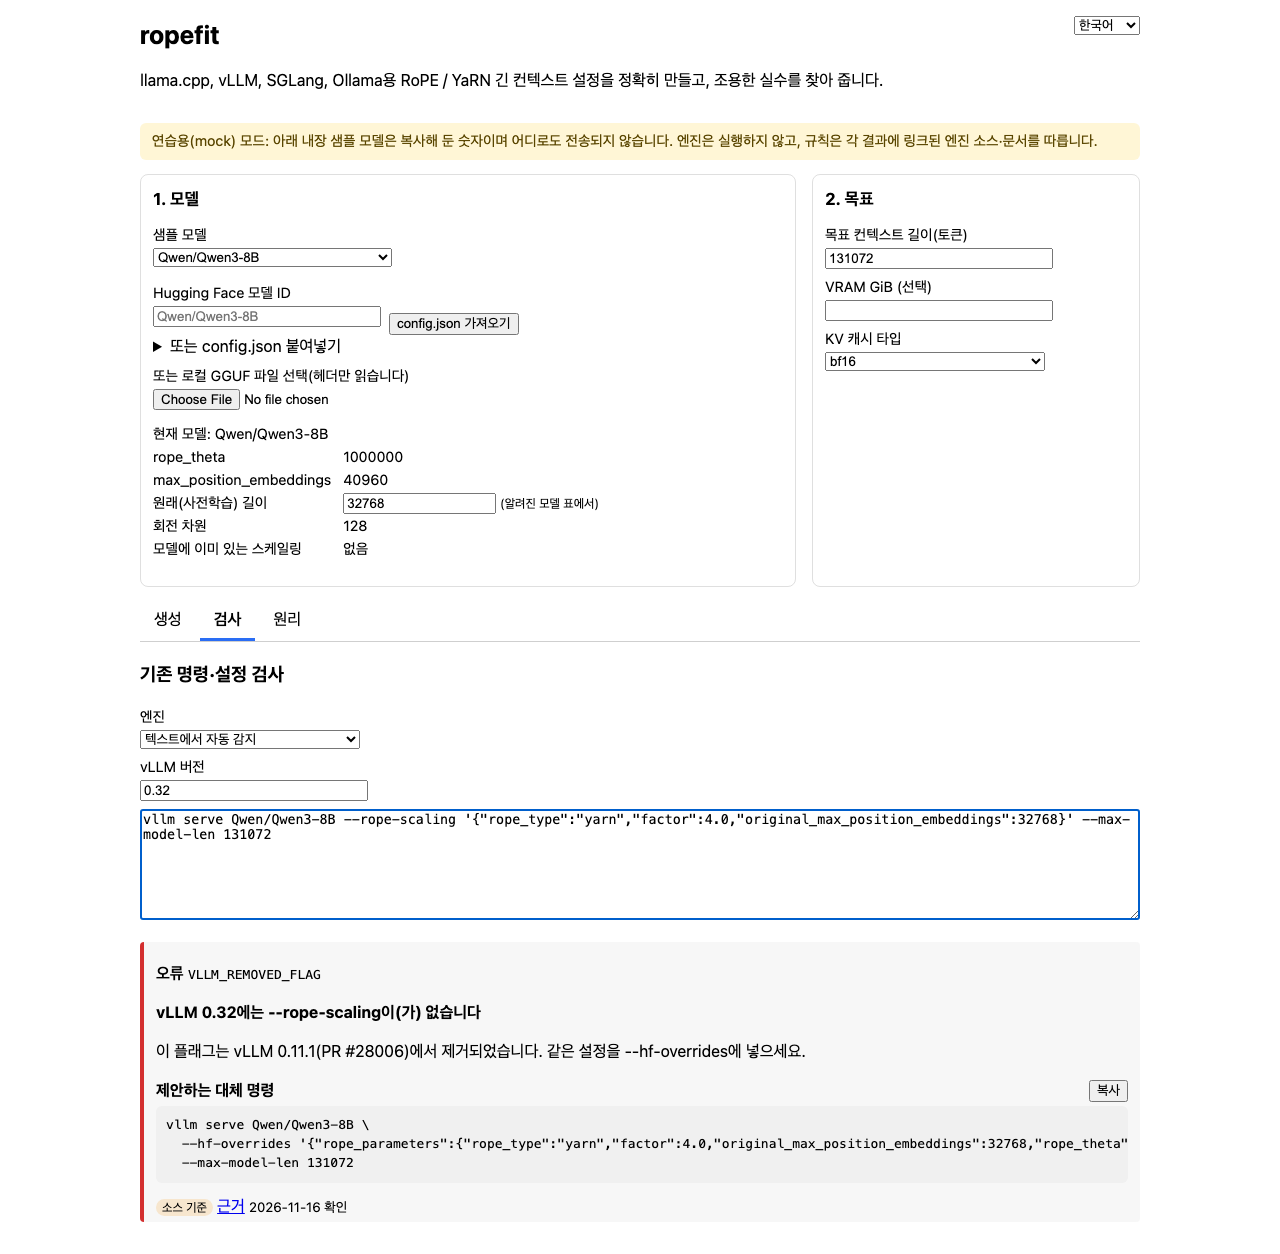 ropefit
한국어
llama.cpp, vLLM, SGLang, Ollama용 RoPE / YaRN 긴 컨텍스트 설정을 정확히 만들고, 조용한 실수를 찾아 줍니다.
연습용(mock) 모드: 아래 내장 샘플 모델은 복사해 둔 숫자이며 어디로도 전송되지 않습니다. 엔진은 실행하지 않고, 규칙은 각 결과에 링크된 엔진 소스·문서를 따릅니다.
1. 모델
샘플 모델
Qwen/Qwen3-8B
Hugging Face 모델 ID
Qwen/Qwen3-8B config.json 가져오기
▶ 또는 config.json 붙여넣기
또는 로컬 GGUF 파일 선택(헤더만 읽습니다)
Choose File No file chosen
현재 모델: Qwen/Qwen3-8B
rope_theta 1000000
max_position_embeddings 40960
원래(사전학습) 길이 32768 (알려진 모델 표에서)
회전 차원 128
모델에 이미 있는 스케일링 없음
2. 목표
목표 컨텍스트 길이(토큰)
131072
VRAM GiB (선택)
KV 캐시 타입
bf16
생성 검사 원리
기존 명령·설정 검사
엔진
텍스트에서 자동 감지
vLLM 버전
0.32
vllm serve Qwen/Qwen3-8B --rope-scaling '{"rope_type":"yarn","factor":4.0,"original_max_position_embeddings":32768}' --max-
model-len 131072
오류 VLLM_REMOVED_FLAG
vLLM 0.32에는 --rope-scaling이(가) 없습니다
이 플래그는 vLLM 0.11.1(PR #28006)에서 제거되었습니다. 같은 설정을 --hf-overrides에 넣으세요.
제안하는 대체 명령 복사
vllm serve Qwen/Qwen3-8B \
--hf-overrides '{"rope_parameters":{"rope_type":"yarn","factor":4.0,"original_max_position_embeddings":32768,"rope_theta"
--max-model-len 131072
소스 기준 근거 2026-11-16 확인